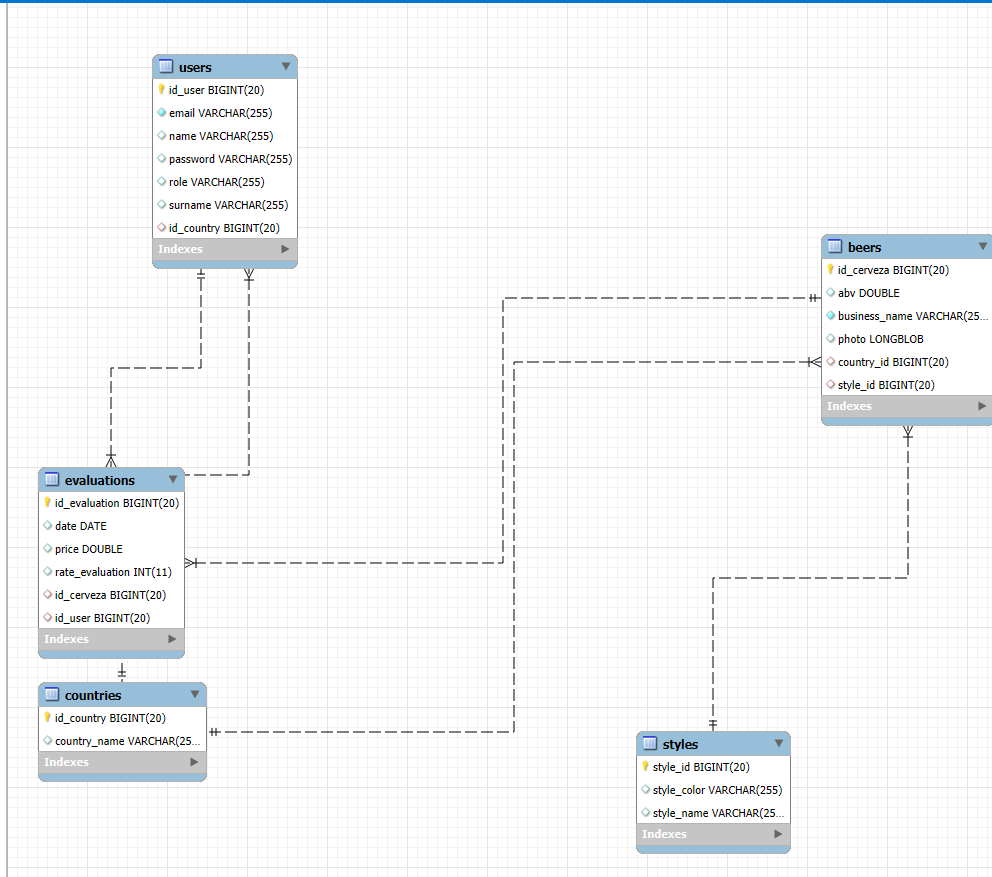 users
id_user BIGINT(20)
email VARCHAR(255)
name VARCHAR(255)
password VARCHAR(255)
role VARCHAR(255)
surname VARCHAR(255)
id_country BIGINT(20)
Indexes
beers
id_cerveza BIGINT(20)
abv DOUBLE
business_name VARCHAR(25...
photo LONGBLOB
country_id BIGINT(20)
style_id BIGINT(20)
Indexes
evaluations
id_evaluation BIGINT(20)
date DATE
price DOUBLE
rate_evaluation INT(11)
id_cerveza BIGINT(20)
id_user BIGINT(20)
Indexes
countries
id_country BIGINT(20)
country_name VARCHAR(25...
Indexes
styles
style_id BIGINT(20)
style_color VARCHAR(255)
style_name VARCHAR(25...
Indexes